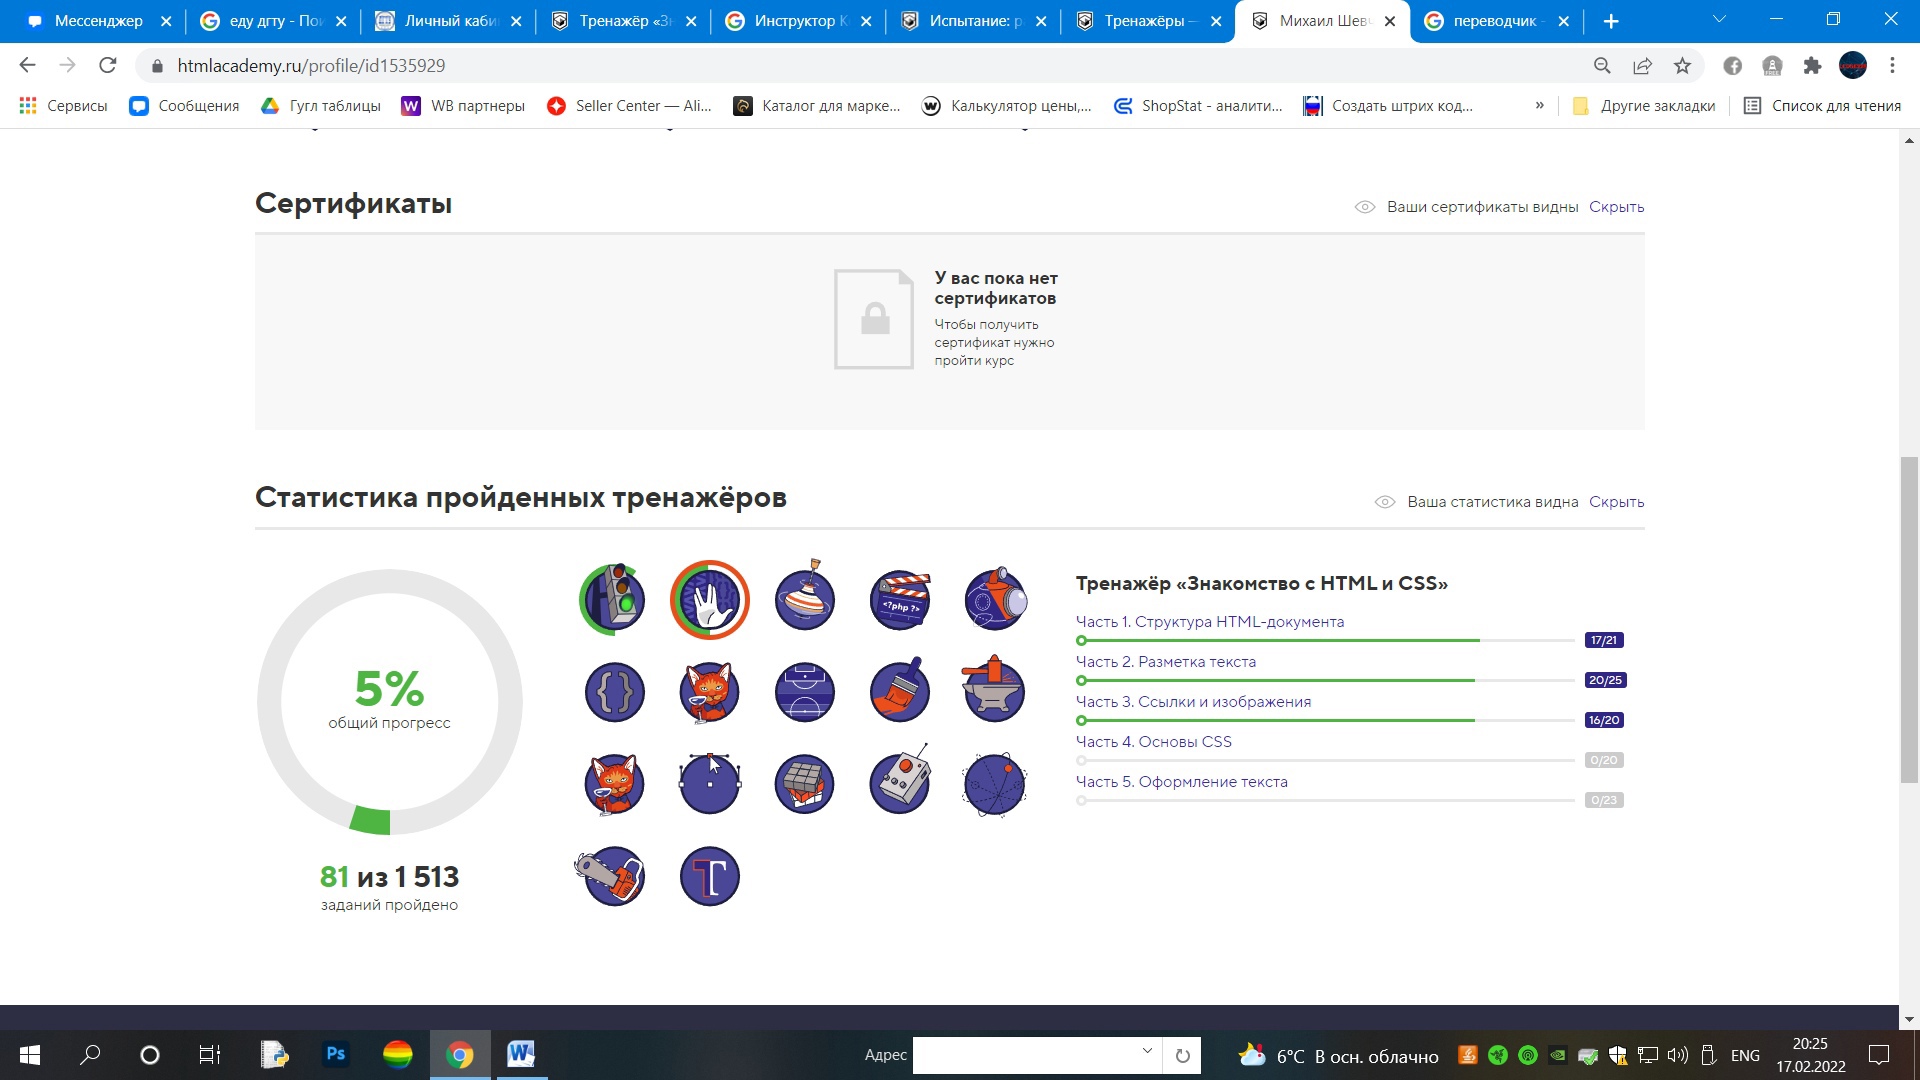 Мессенджер
еду дгту - Пои
Личный каби
Тренажёр «Зн
Инструктор К
Испытание: р
Тренажёры —
Михаил Шевч
переводчик -
htmlacademy.ru/profile/id1535929
Сервисы
Сообщения
Гугл таблицы
WB партнеры
Seller Center — Ali...
Каталог для марке...
Калькулятор цены,...
ShopStat - аналити...
Создать штрих код...
»
Другие закладки
Список для чтения
Сертификаты
Ваши сертификаты видны Скрыть
У вас пока нет
сертификатов
Чтобы получить
сертификат нужно
пройти курс
Статистика пройденных тренажёров
Ваша статистика видна Скрыть
5%
общий прогресс
81 из 1 513
заданий пройдено
<?php ?>
{}
T
Тренажёр «Знакомство с HTML и CSS»
Часть 1. Структура HTML-документа
17/21
Часть 2. Разметка текста
20/25
Часть 3. Ссылки и изображения
16/20
Часть 4. Основы CSS
0/20
Часть 5. Оформление текста
0/23
Ps
W
Адрес
6°C В осн. облачно
ENG
20:25
17.02.2022